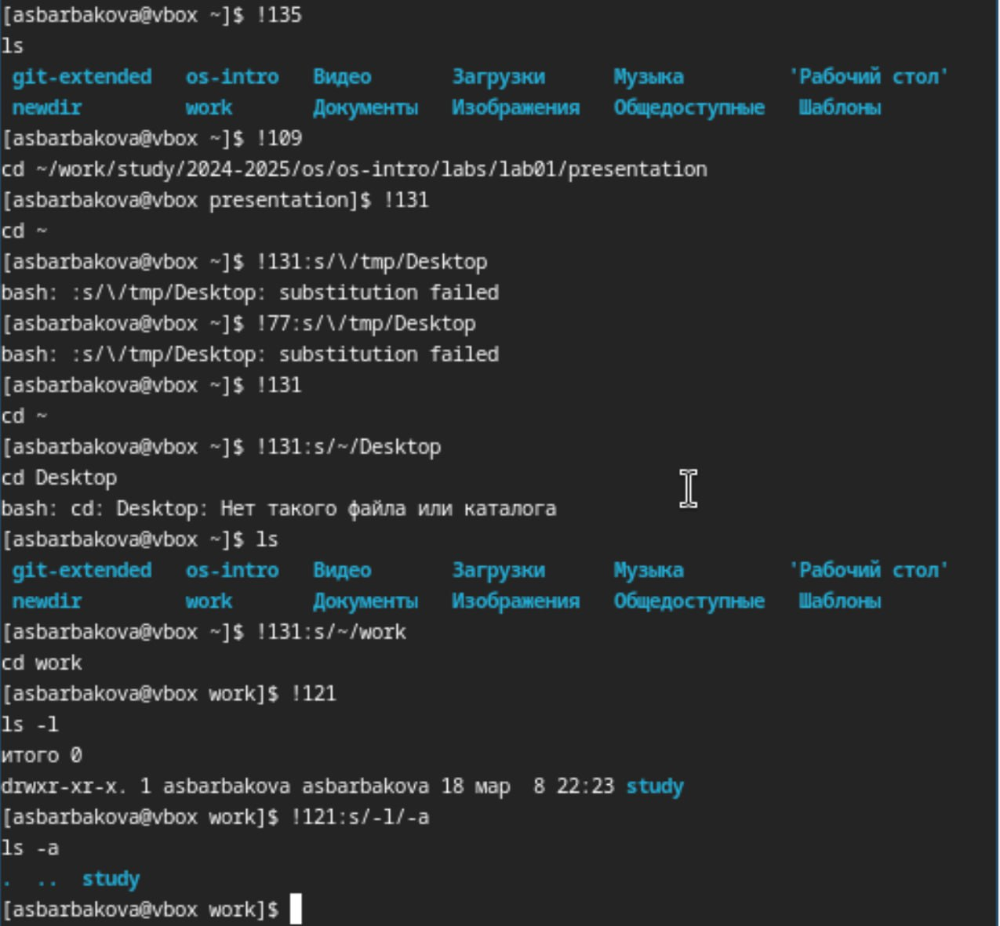 [asbarbakova@vbox ~]$ !135
ls
git-extended os-intro Видео Загрузки Музыка 'Рабочий стол'
newdir work Документы Изображения Общедоступные Шаблоны
[asbarbakova@vbox ~]$ !109
cd ~/work/study/2024-2025/os/os-intro/labs/lab01/presentation
[asbarbakova@vbox presentation]$ !131
cd ~
[asbarbakova@vbox ~]$ !131:s/\/tmp/Desktop
bash: :s/\/tmp/Desktop: substitution failed
[asbarbakova@vbox ~]$ !77:s/\/tmp/Desktop
bash: :s/\/tmp/Desktop: substitution failed
[asbarbakova@vbox ~]$ !131
cd ~
[asbarbakova@vbox ~]$ !131:s/~/Desktop
cd Desktop
bash: cd: Desktop: Нет такого файла или каталога
[asbarbakova@vbox ~]$ ls
git-extended os-intro Видео Загрузки Музыка 'Рабочий стол'
newdir work Документы Изображения Общедоступные Шаблоны
[asbarbakova@vbox ~]$ !131:s/~/work
cd work
[asbarbakova@vbox work]$ !121
ls -l
итого 0
drwxr-xr-x. 1 asbarbakova asbarbakova 18 мар  8 22:23 study
[asbarbakova@vbox work]$ !121:s/-l/-a
ls -a
. .. study
[asbarbakova@vbox work]$